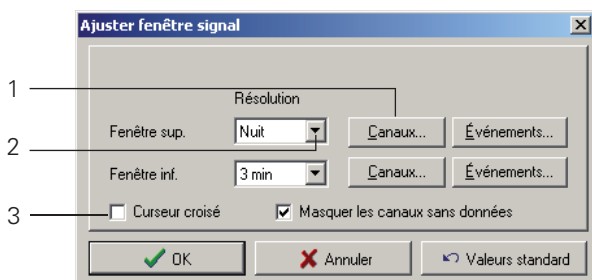 Ajuster fenêtre signal
1
Résolution
Fenêtre sup. Nuit Canaux... Événements...
2
Fenêtre inf. 3 min Canaux... Événements...
3
Curseur croisé Masquer les canaux sans données
OK Annuler Valeurs standard